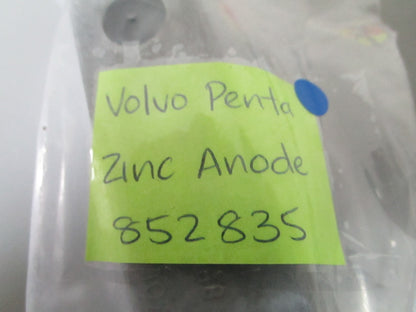 Volvo Penta
Zinc Anode
852835